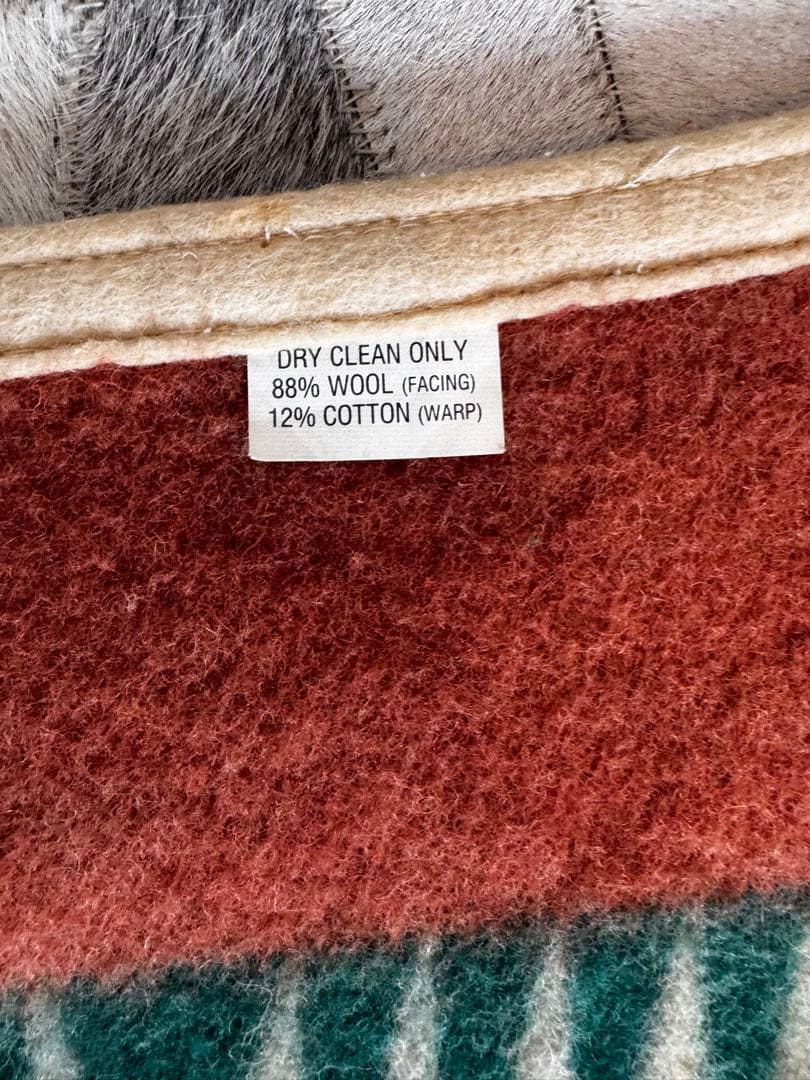 DRY CLEAN ONLY
88% WOOL (FACING)
12% COTTON (WARP)